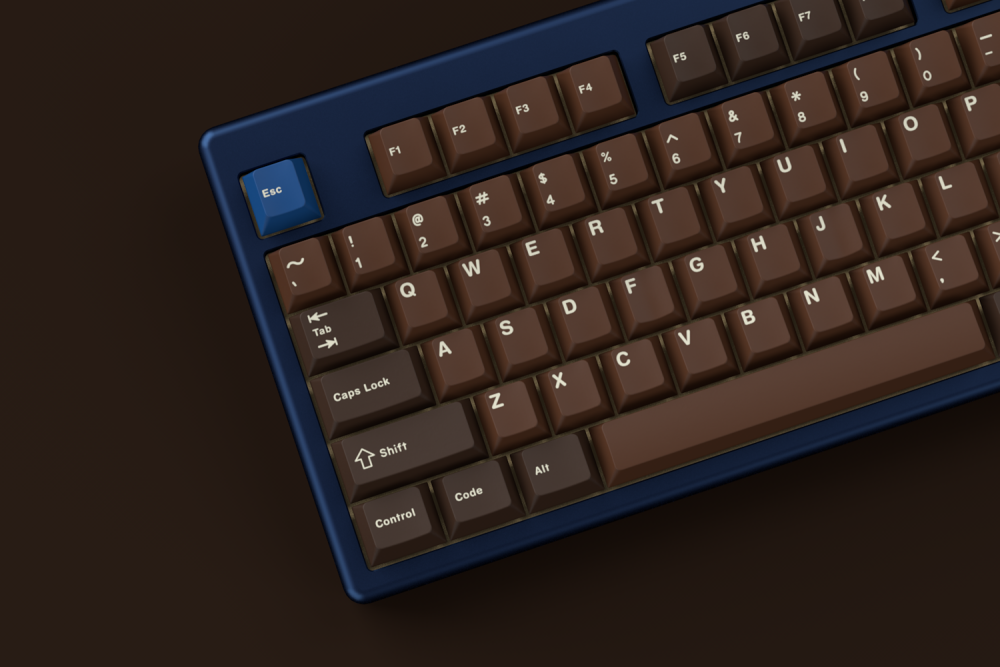 Esc F1 F2 F3 F4 F5 F6 F7
~ ! @ # $ % ^ & * ( ) _
` 1 2 3 4 5 6 7 8 9 0 -
Tab Q W E R T Y U I O P
Caps Lock A S D F G H J K L
Shift Z X C V B N M < >
,
Control Code Alt